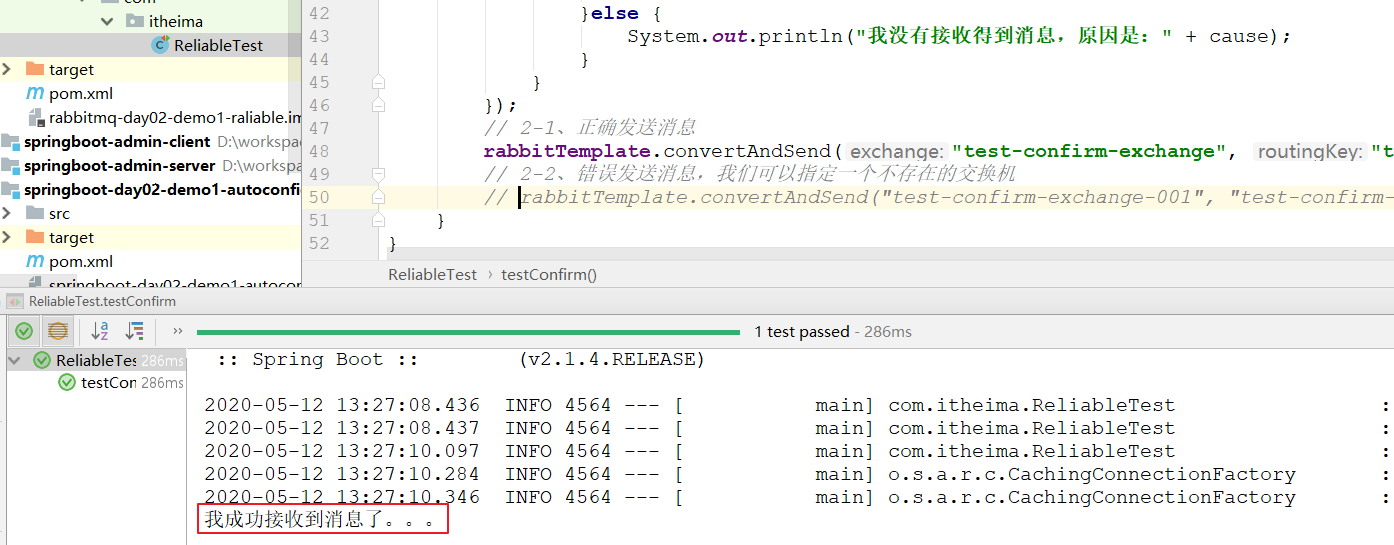 com
itheima
ReliableTest
target
pom.xml
rabbitmq-day02-demo1-raliable.im
springboot-admin-client D:\workspac
springboot-admin-server D:\workspa
springboot-day02-demo1-autoconfi
src
target
pom.xml
springboot-day02-demo1-autocon
42 }else {
43 System.out.println("我没有接收得到消息，原因是：" + cause);
44 }
45 }
46 });
47 // 2-1、正确发送消息
48 rabbitTemplate.convertAndSend( exchange: "test-confirm-exchange", routingKey: "t
49 // 2-2、错误发送消息，我们可以指定一个不存在的交换机
50 // rabbitTemplate.convertAndSend("test-confirm-exchange-001", "test-confirm-
51 }
52 }
ReliableTest › testConfirm()
ReliableTest.testConfirm
1 test passed - 286ms
ReliableTes 286ms
testCon 286ms
:: Spring Boot :: (v2.1.4.RELEASE)
2020-05-12 13:27:08.436 INFO 4564 --- [ main] com.itheima.ReliableTest :
2020-05-12 13:27:08.437 INFO 4564 --- [ main] com.itheima.ReliableTest :
2020-05-12 13:27:10.097 INFO 4564 --- [ main] com.itheima.ReliableTest :
2020-05-12 13:27:10.284 INFO 4564 --- [ main] o.s.a.r.c.CachingConnectionFactory :
2020-05-12 13:27:10.346 INFO 4564 --- [ main] o.s.a.r.c.CachingConnectionFactory :
我成功接收到消息了。。。